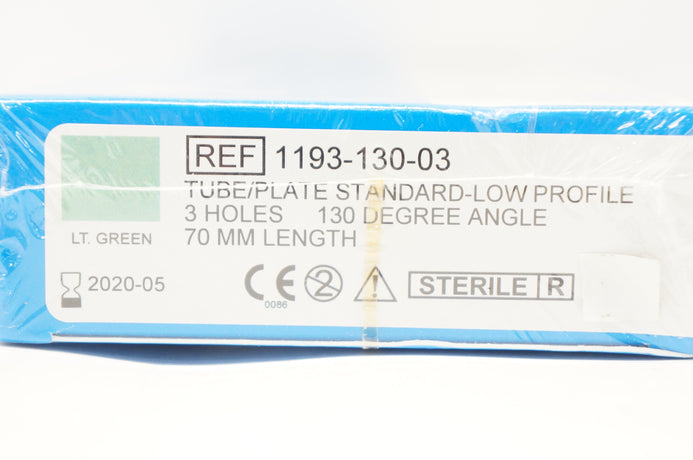 REF 1193-130-03
TUBE/PLATE STANDARD-LOW PROFILE
3 HOLES 130 DEGREE ANGLE
70 MM LENGTH
LT. GREEN
2020-05
CE 0086
2
STERILE R